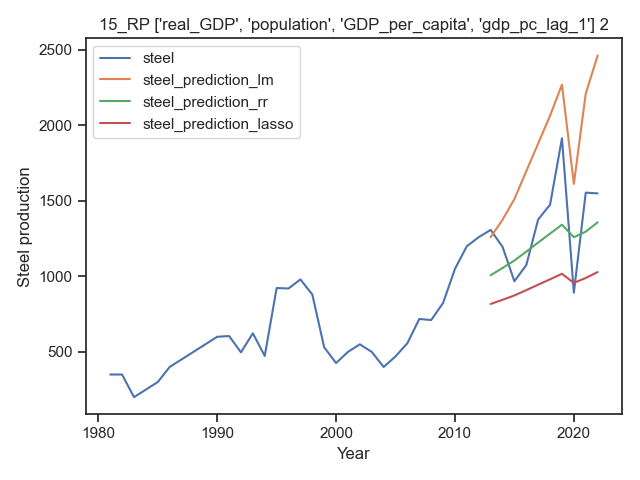 15_RP ['real_GDP', 'population', 'GDP_per_capita', 'gdp_pc_lag_1'] 2
steel
steel_prediction_lm
steel_prediction_rr
steel_prediction_lasso
Steel production
2500
2000
1500
1000
500
1980
1990
2000
2010
2020
Year